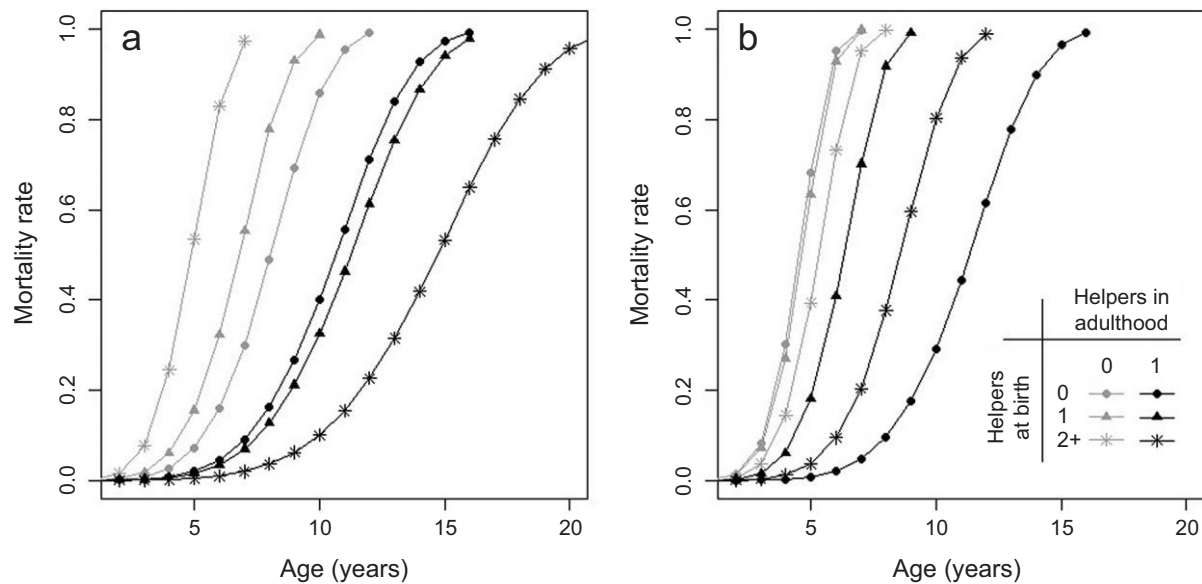 a
Mortality rate
1.0
0.8
0.6
0.4
0.2
0.0
5 10 15 20
Age (years)
b
Mortality rate
1.0
0.8
0.6
0.4
0.2
0.0
5 10 15 20
Age (years)
Helpers in
adulthood
0 1
Helpers
at birth
0
1
2+